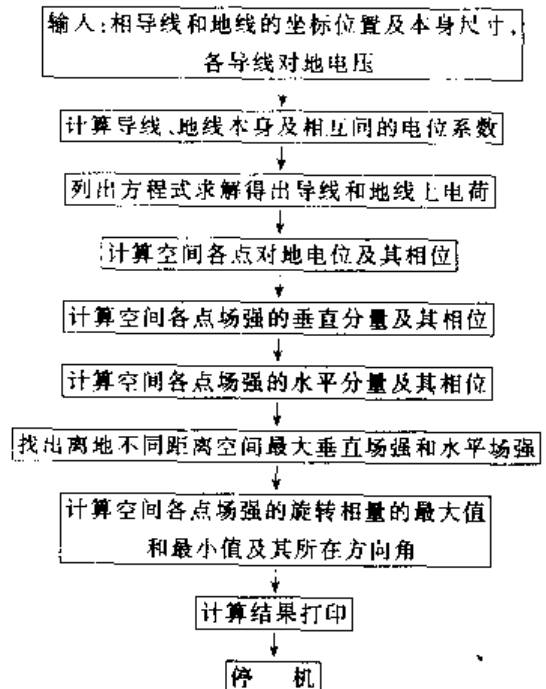 输入:相导线和地线的坐标位置及本身尺寸,
各导线对地电压
计算导线、地线本身及相互间的电位系数
列出方程式求解得出导线和地线上电荷
计算空间各点对地电位及其相位
计算空间各点场强的垂直分量及其相位
计算空间各点场强的水平分量及其相位
找出离地不同距离空间最大垂直场强和水平场强
计算空间各点场强的旋转相量的最大值
和最小值及其所在方向角
计算结果打印
停 机